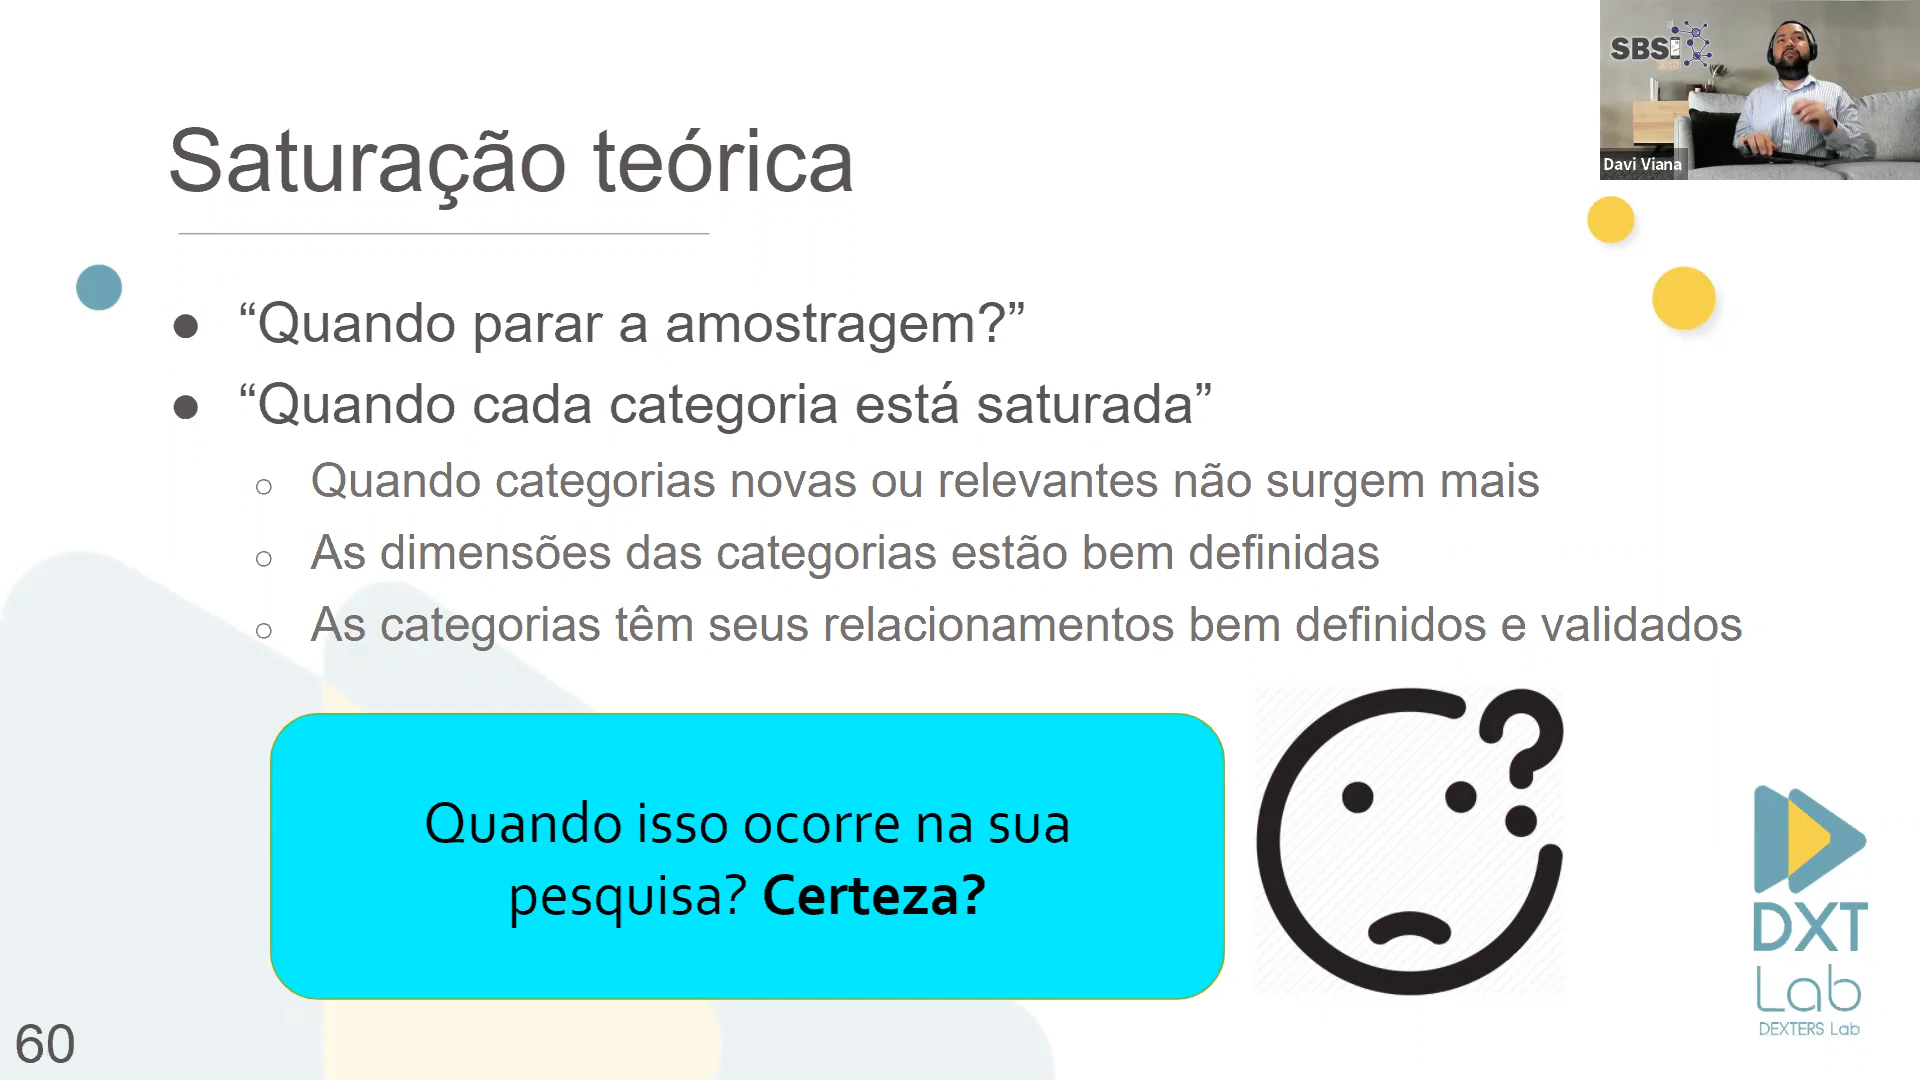 SBSI
Davi Viana
Saturação teórica
● “Quando parar a amostragem?”
● “Quando cada categoria está saturada”
○ Quando categorias novas ou relevantes não surgem mais
○ As dimensões das categorias estão bem definidas
○ As categorias têm seus relacionamentos bem definidos e validados
Quando isso ocorre na sua
pesquisa? Certeza?
DXT
Lab
DEXTERS Lab
60